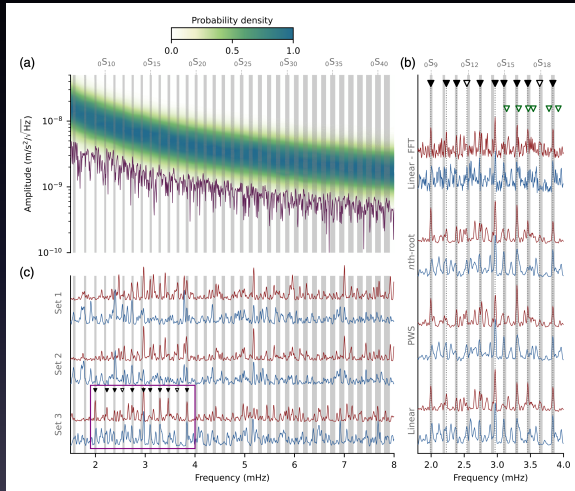 Probability density
0.0 0.5 1.0
(a)
₀S₁₀ ₀S₁₅ ₀S₂₀ ₀S₂₅ ₀S₃₀ ₀S₃₅ ₀S₄₀
Amplitude (m/s²/√Hz)
10⁻⁸
10⁻⁹
10⁻¹⁰
(b)
₀S₉ ₀S₁₂ ₀S₁₅ ₀S₁₈
Linear - FFT
nth-root
PWS
Linear
2.0 2.5 3.0 3.5 4.0
Frequency (mHz)
(c)
Set 1
Set 2
Set 3
2 3 4 5 6 7 8
Frequency (mHz)